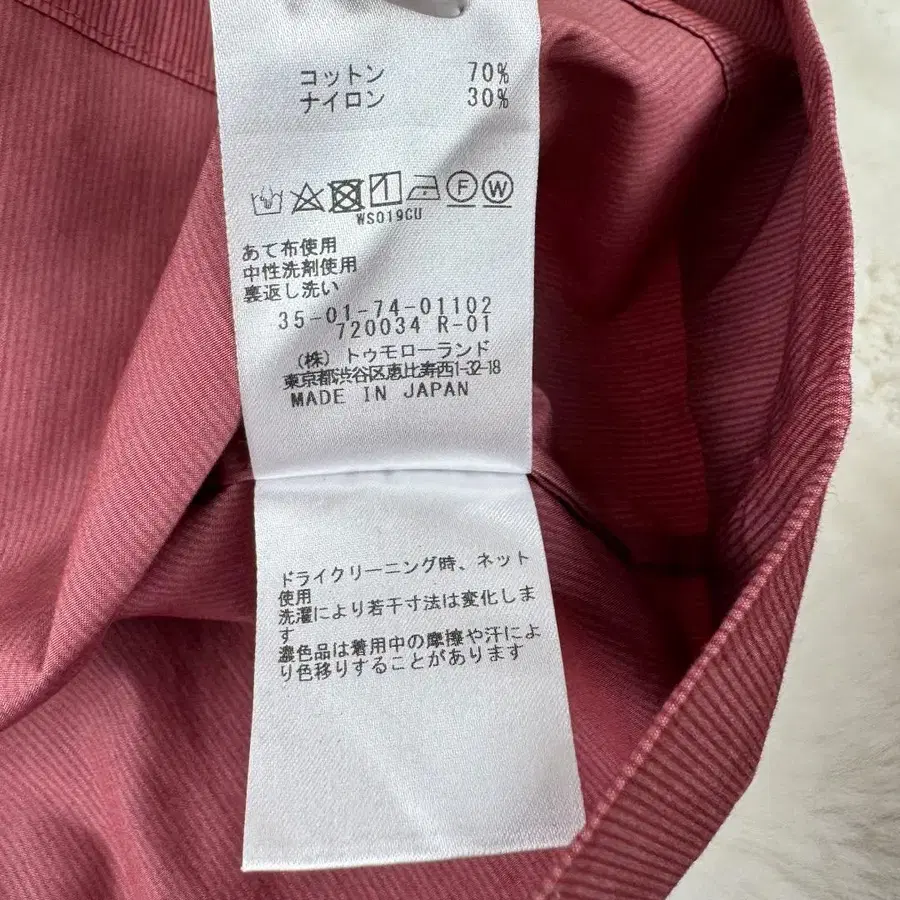 コットン 70%
ナイロン 30%
F W
WS019CU
あて布使用
中性洗剤使用
裏返し洗い
35-01-74-01102
720034 R-01
(株) トゥモローランド
東京都渋谷区恵比寿西1-32-18
MADE IN JAPAN
ドライクリーニング時、ネット
使用
洗濯により若干寸法は変化しま
す
濃色品は着用中の摩擦や汗によ
り色移りすることがあります